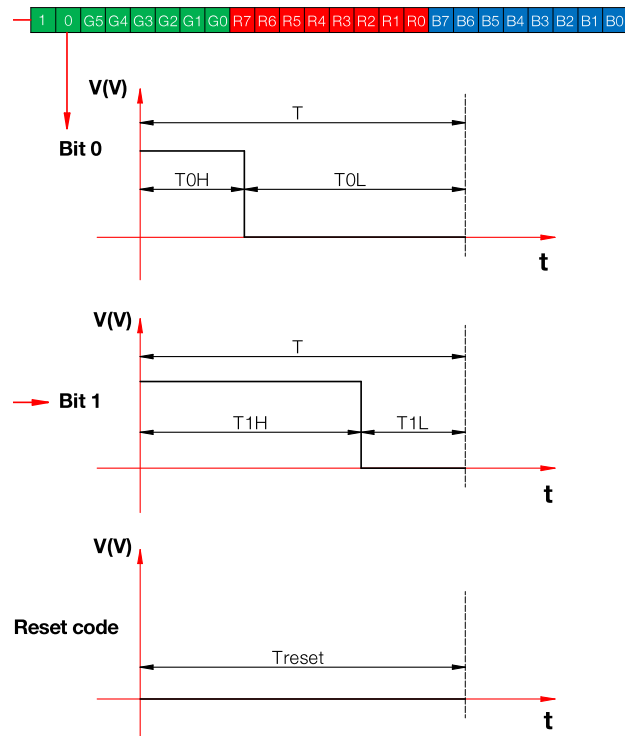 1 0 G5 G4 G3 G2 G1 G0 R7 R6 R5 R4 R3 R2 R1 R0 B7 B6 B5 B4 B3 B2 B1 B0
V(V)
T
Bit 0
T0H T0L
t
V(V)
T
Bit 1
T1H T1L
t
V(V)
Reset code
Treset
t